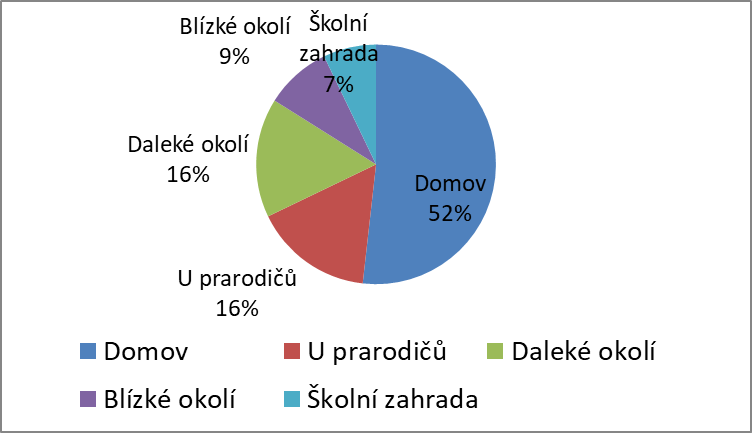 Školní
zahrada
7%
Blízké okolí
9%
Daleké okolí
16%
Domov
52%
U prarodičů
16%
Domov
U prarodičů
Daleké okolí
Blízké okolí
Školní zahrada